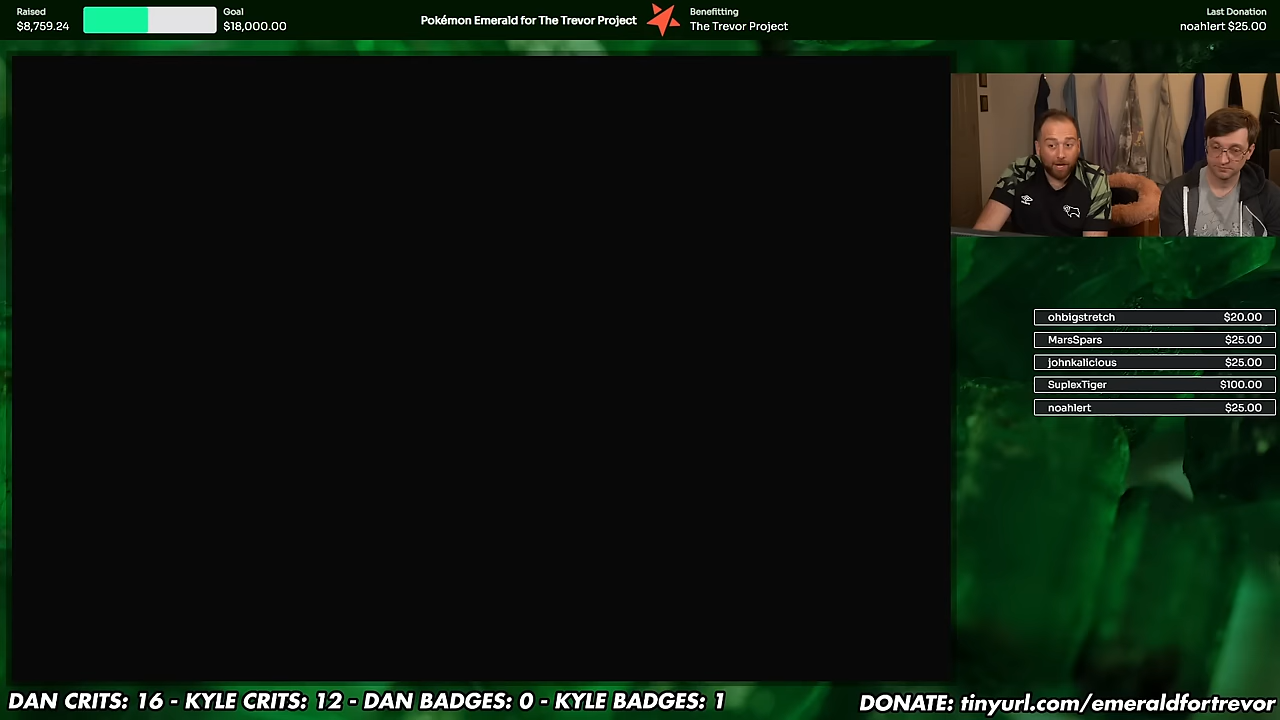 Raised
$8,759.24
Goal
$18,000.00
Pokémon Emerald for The Trevor Project
Benefitting
The Trevor Project
Last Donation
noahlert $25.00
ohbigstretch $20.00
MarsSpars $25.00
johnkalicious $25.00
SuplexTiger $100.00
noahlert $25.00
DAN CRITS: 16 - KYLE CRITS: 12 - DAN BADGES: 0 - KYLE BADGES: 1
DONATE: tinyurl.com/emeraldfortrevor